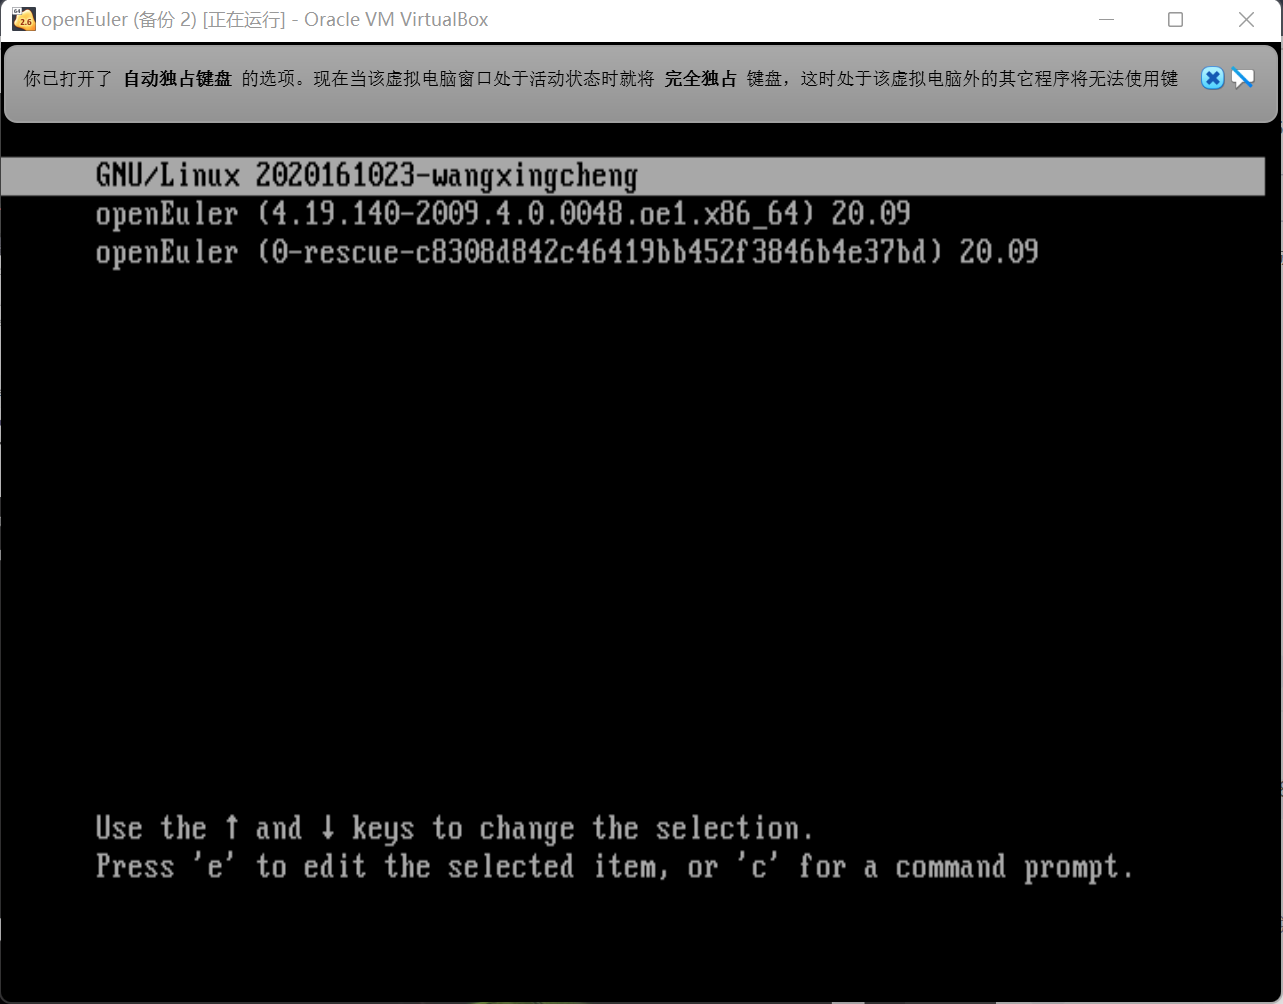 openEuler (备份 2) [正在运行] - Oracle VM VirtualBox
你已打开了 自动独占键盘 的选项。现在当该虚拟电脑窗口处于活动状态时就将 完全独占 键盘，这时处于该虚拟电脑外的其它程序将无法使用键
GNU/Linux 2020161023-wangxingcheng
openEuler (4.19.140-2009.4.0.0048.oe1.x86_64) 20.09
openEuler (0-rescue-c8308d842c46419bb452f3846b4e37bd) 20.09
Use the ↑ and ↓ keys to change the selection.
Press 'e' to edit the selected item, or 'c' for a command prompt.